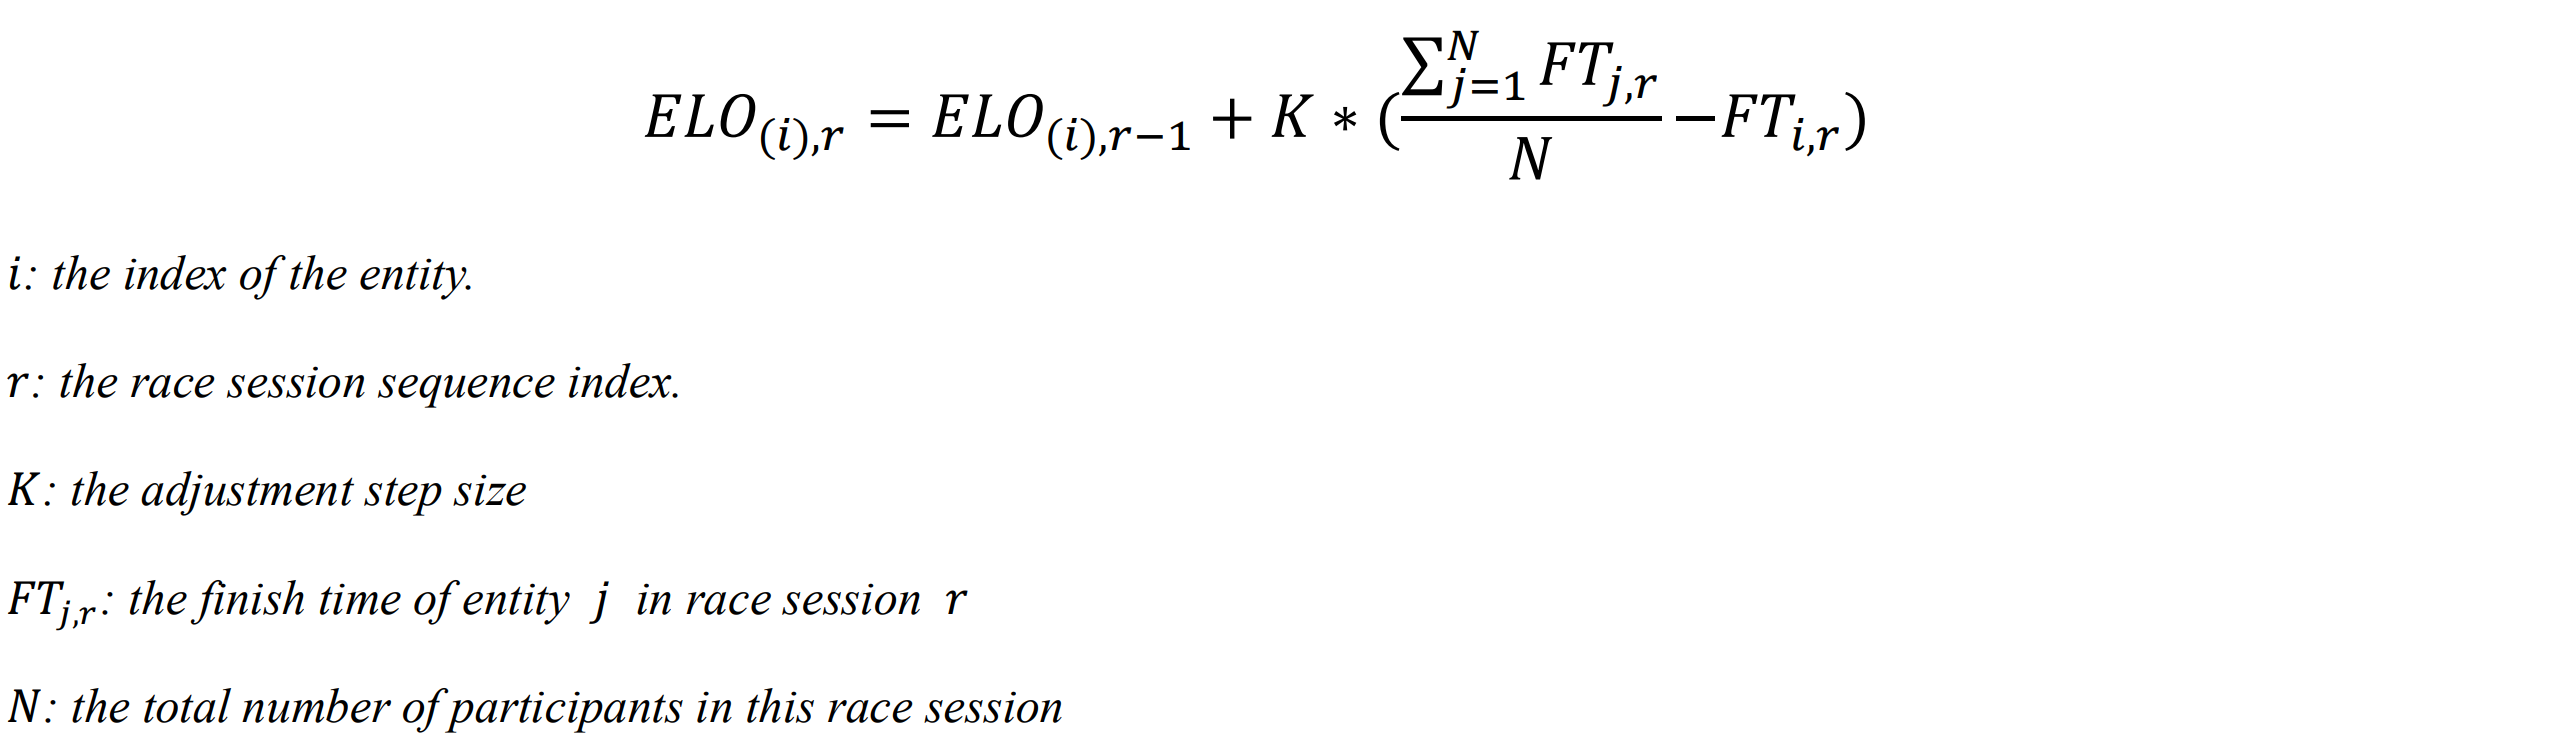 ELO_{(i),r} = ELO_{(i),r-1} + K * (\frac{\sum_{j=1}^{N} FT_{j,r}}{N} - FT_{i,r})
i: the index of the entity.
r: the race session sequence index.
K: the adjustment step size
FT_{j,r}: the finish time of entity j in race session r
N: the total number of participants in this race session